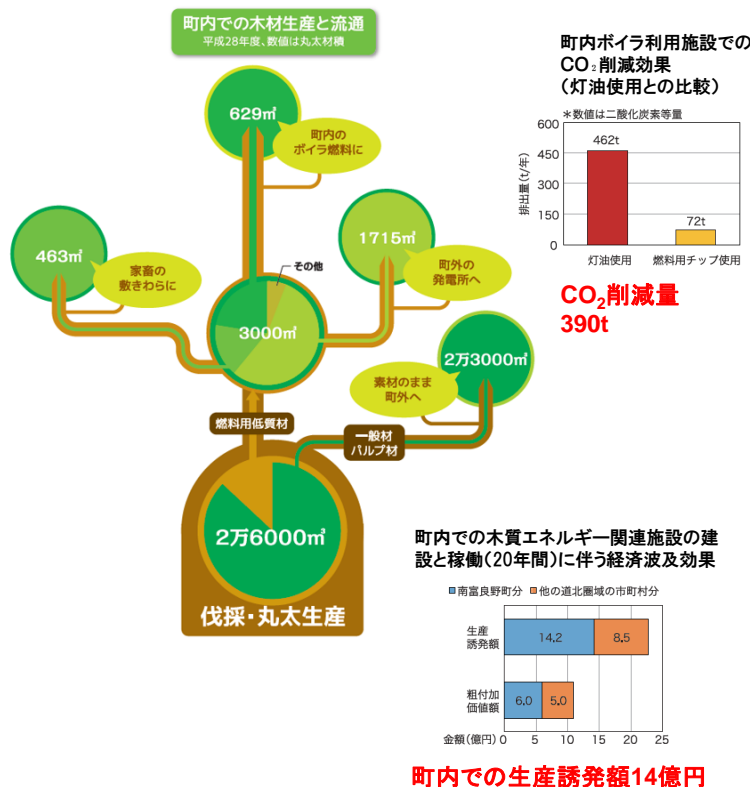 町内での木材生産と流通
平成28年度、数値は丸太材積
629㎥
町内の
ボイラ燃料に
463㎥
家畜の
敷きわらに
その他
1715㎥
町外の
発電所へ
3000㎥
2万3000㎥
素材のまま
町外へ
燃料用低質材
一般材
パルプ材
2万6000㎥
伐採・丸太生産
町内ボイラ利用施設での
CO₂削減効果
(灯油使用との比較)
*数値は二酸化炭素等量
排出量(t/年)
600
450
300
150
0
462t
72t
灯油使用
燃料用チップ使用
CO₂削減量
390t
町内での木質エネルギー関連施設の建
設と稼働(20年間)に伴う経済波及効果
南富良野町分 他の道北圏域の市町村分
生産
誘発額
14.2 8.5
粗付加
価値額
6.0 5.0
金額(億円) 0 5 10 15 20 25
町内での生産誘発額14億円